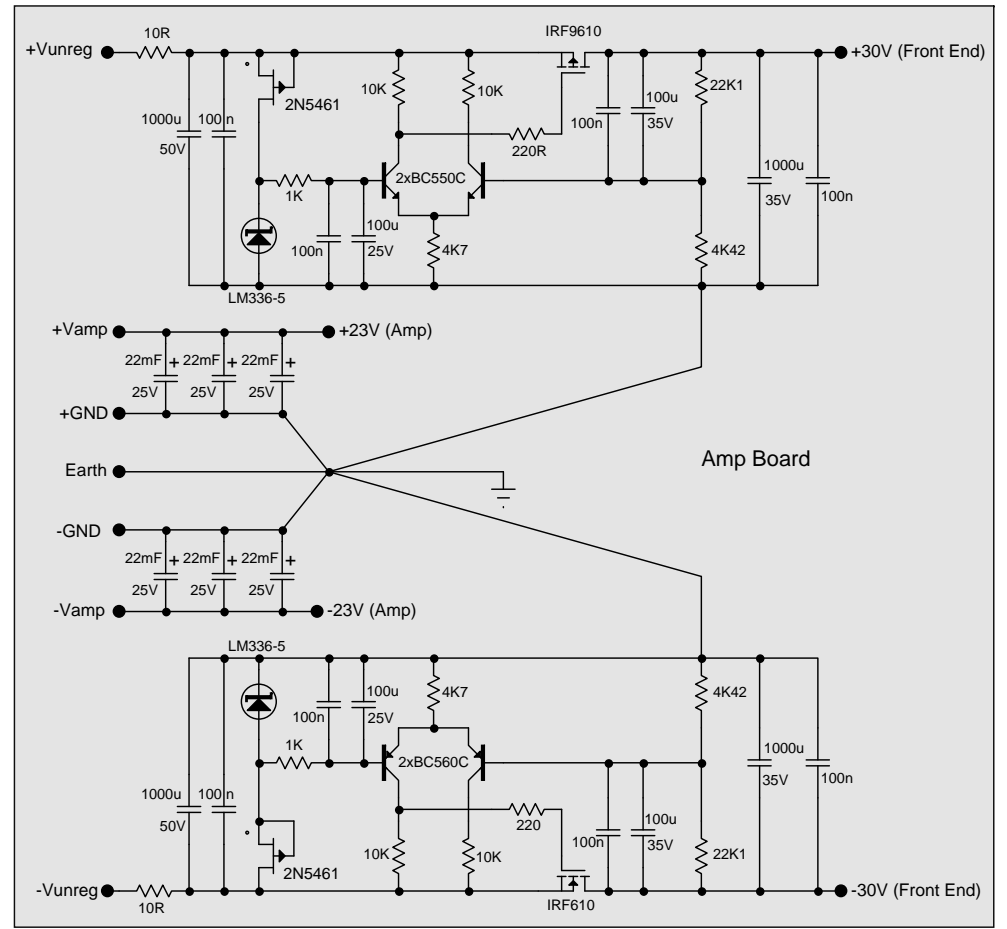 IRF9610
10R
+Vunreg
+30V (Front End)
10K
10K
22K1
2N5461
100u
1000u
100n
100n
35V
50V
220R
1000u
2xBC550C
35V
100n
1K
100u
100n
25V
4K7
4K42
LM336-5
+Vamp
+23V (Amp)
22mF
+
22mF
+
22mF
+
25V
25V
25V
+GND
Earth
Amp Board
-GND
22mF
+
22mF
+
22mF
+
25V
25V
25V
-Vamp
-23V (Amp)
LM336-5
100u
4K7
4K42
100n
25V
1K
1000u
2xBC560C
35V
100n
1000u
100n
50V
220
100u
100n
35V
10K
10K
22K1
2N5461
-Vunreg
-30V (Front End)
10R
IRF610